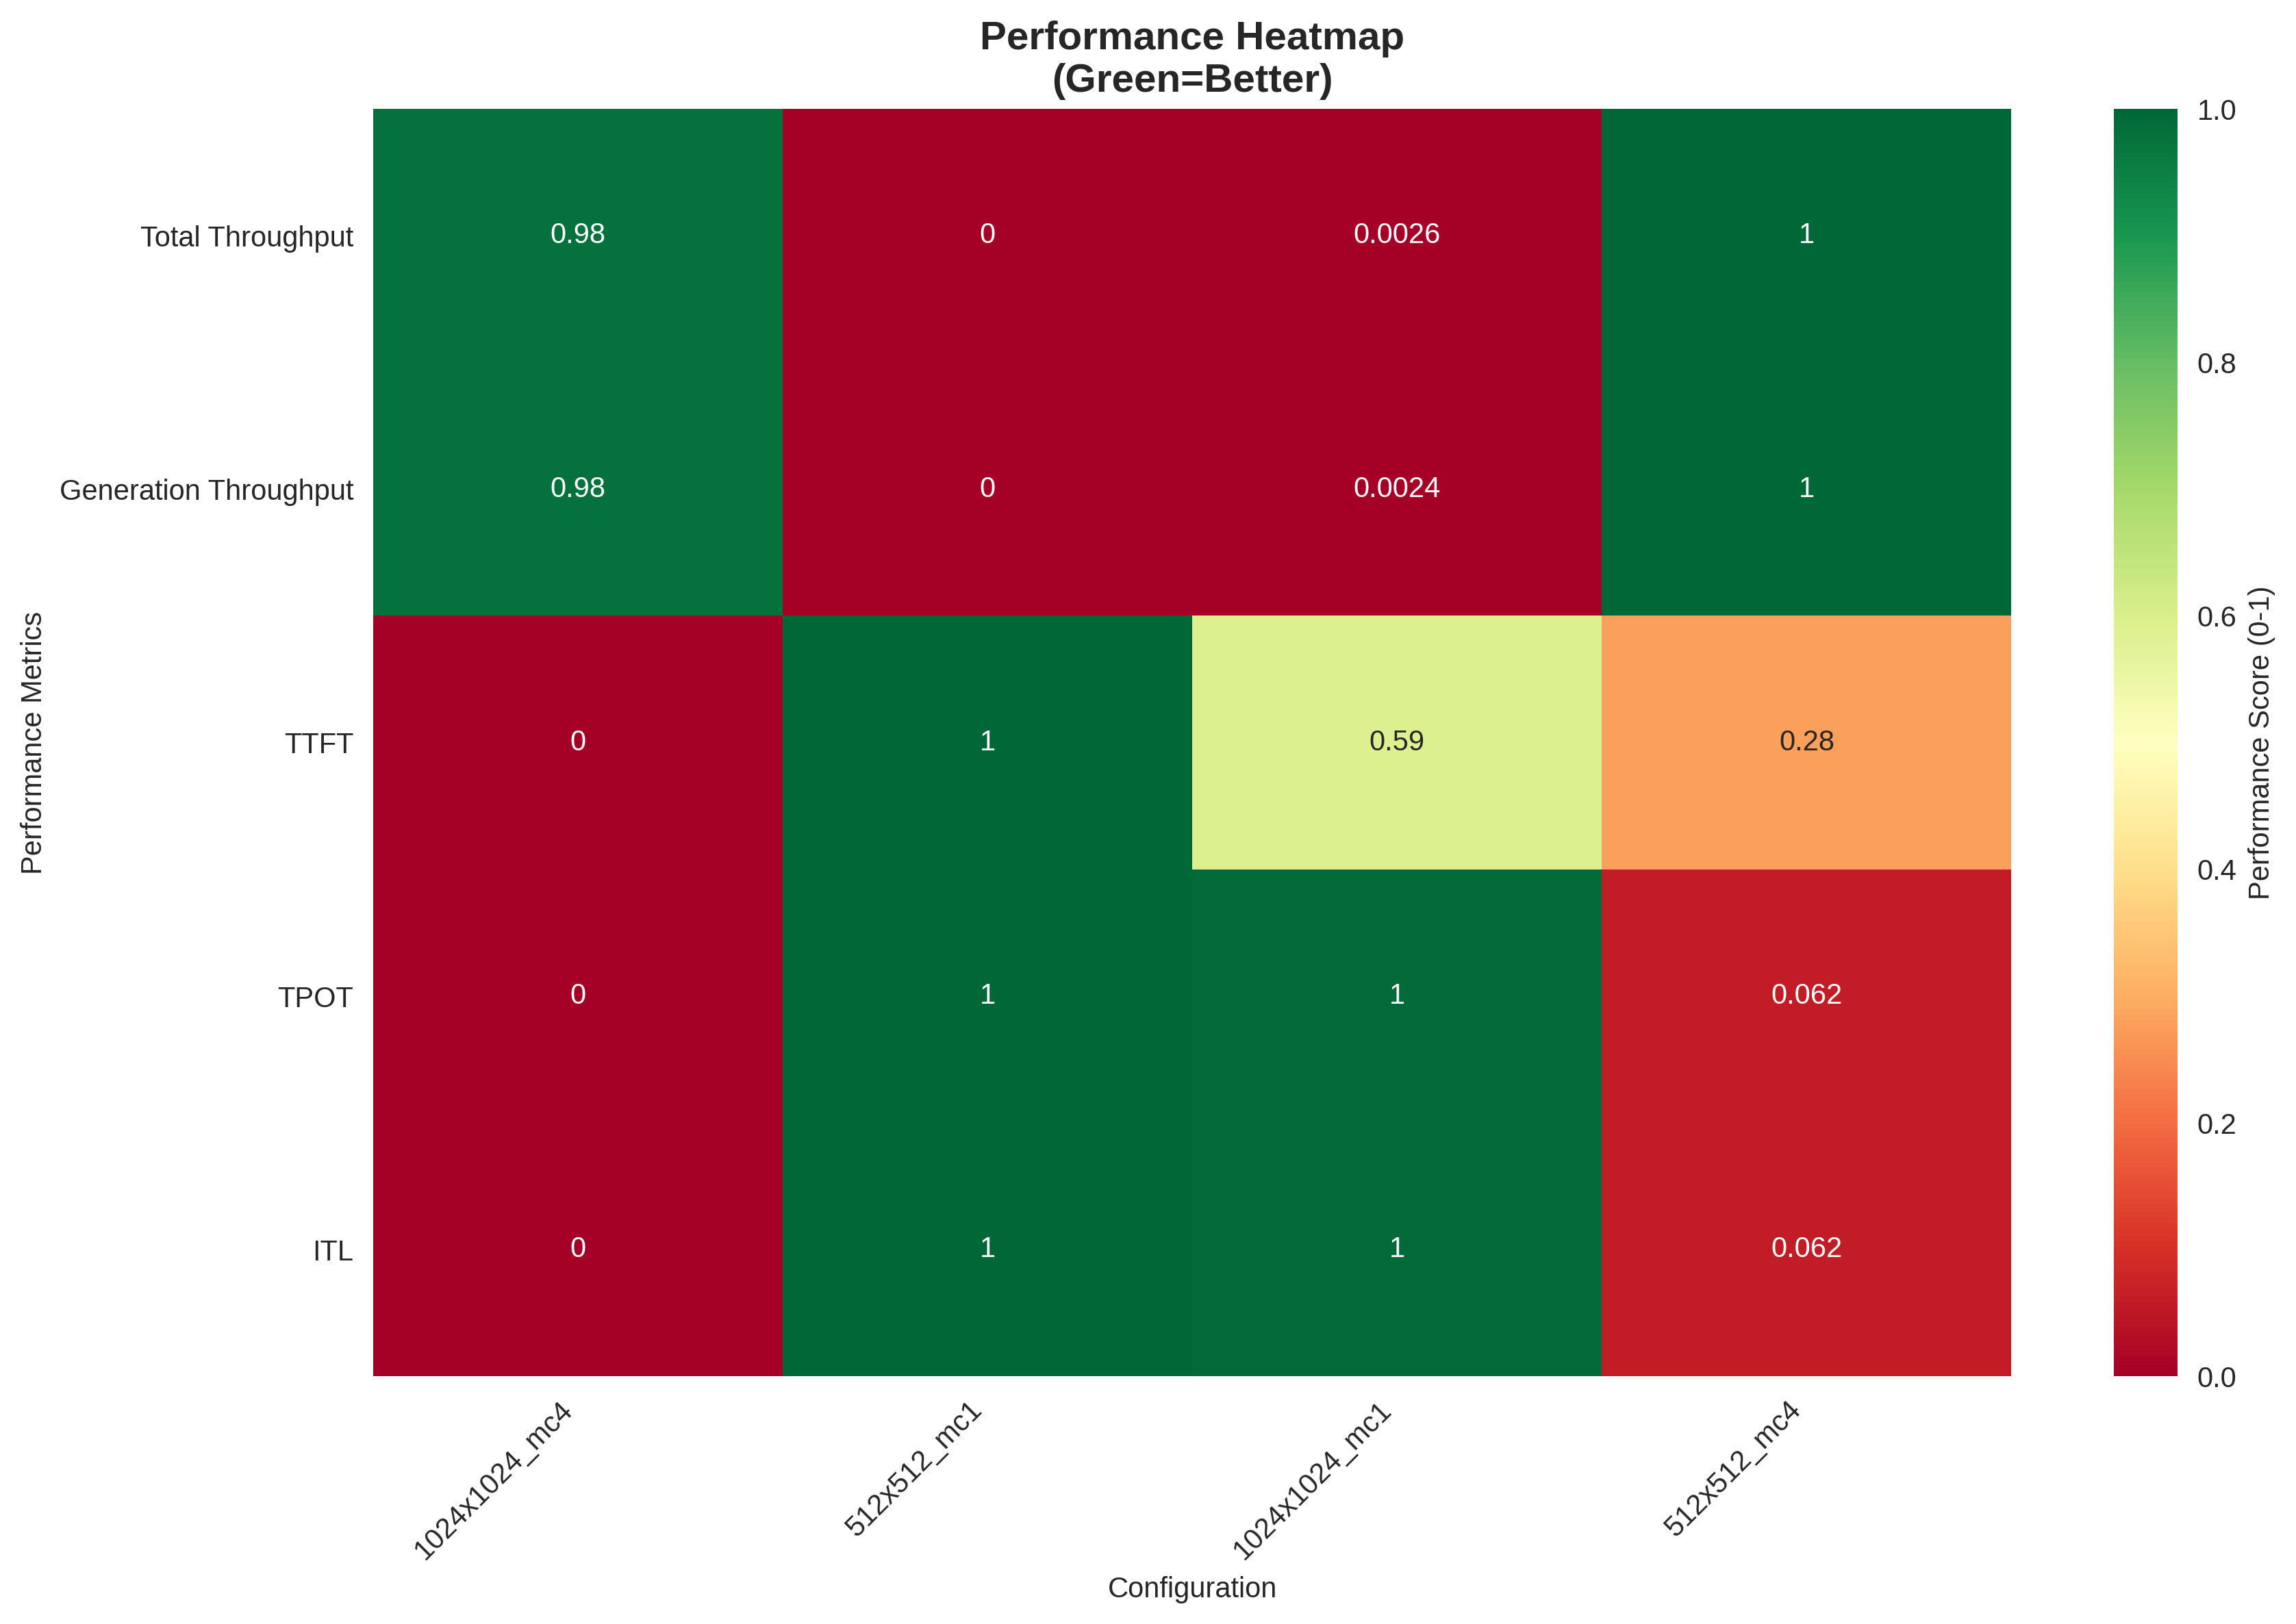 Performance Heatmap
(Green=Better)
Performance Metrics
Total Throughput 0.98 0 0.0026 1
Generation Throughput 0.98 0 0.0024 1
TTFT 0 1 0.59 0.28
TPOT 0 1 1 0.062
ITL 0 1 1 0.062
1024x1024_mc4 512x512_mc1 1024x1024_mc1 512x512_mc4
Configuration
1.0
0.8
0.6
0.4
0.2
0.0
Performance Score (0-1)